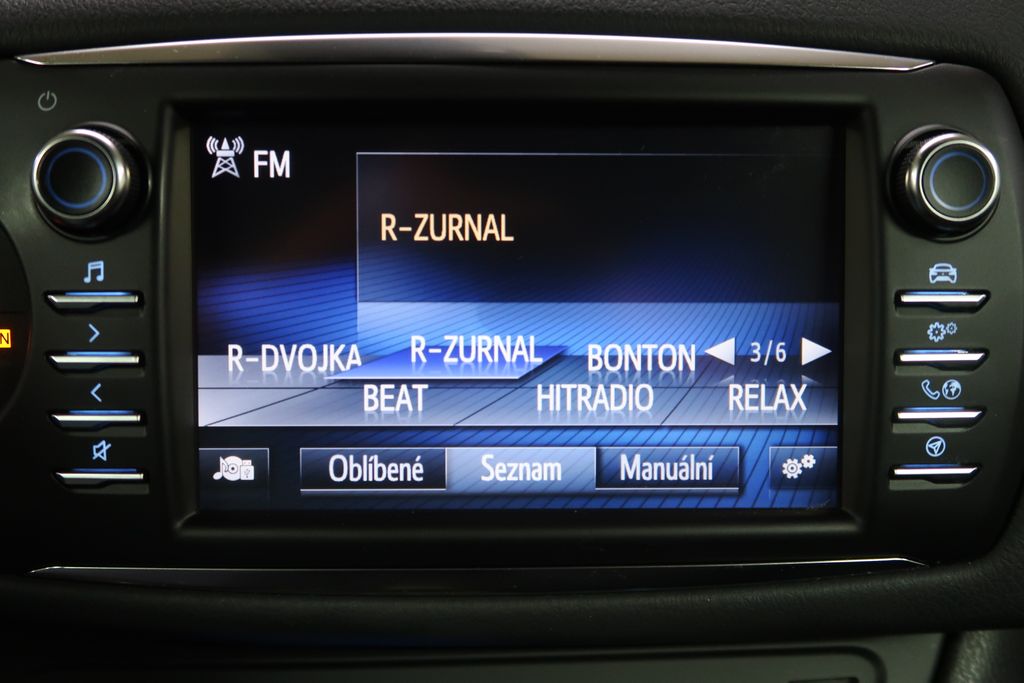 FM
R-ZURNAL
R-DVOJKA R-ZURNAL BONTON 3/6
BEAT HITRADIO RELAX
Oblíbené Seznam Manuální
N